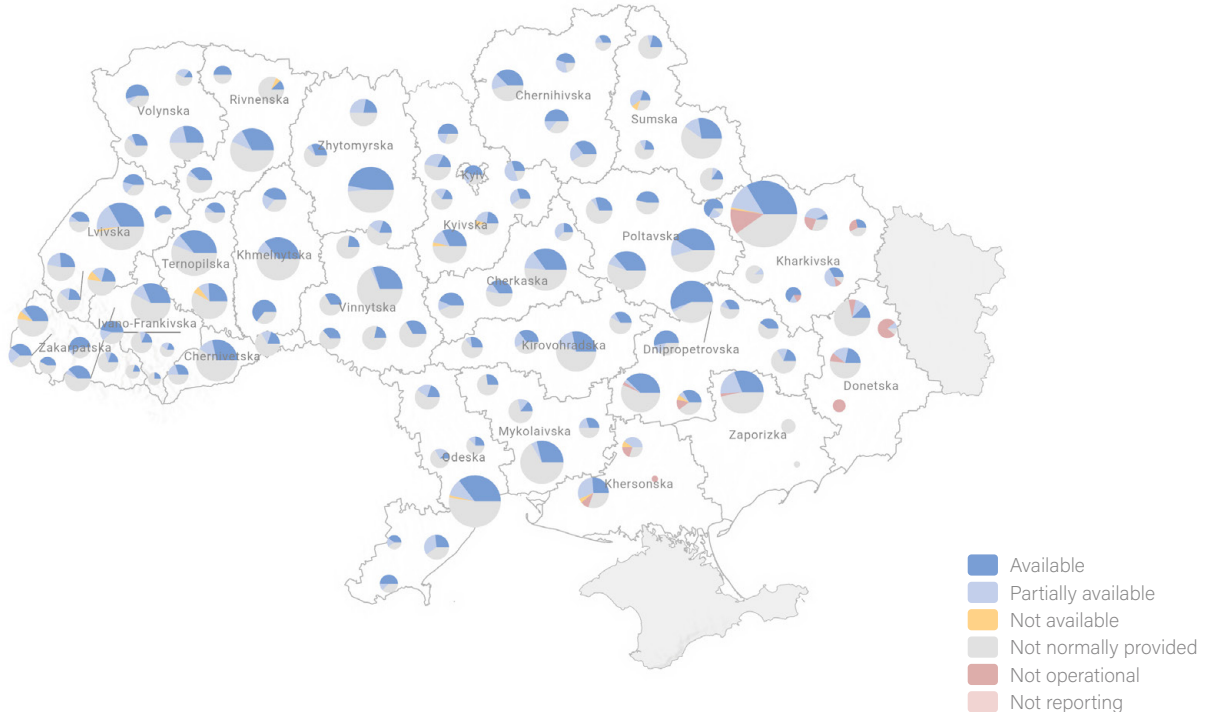 Chernihivska
Volynska
Rivnenska
Sumska
Zhytomyrska
Kyiv
Kyivska
Lvivska
Poltavska
Khmelnytska
Ternopilska
Kharkivska
Cherkaska
Vinnytska
Ivano-Frankivska
Zakarpatska
Chernivetska
Kirovohradska
Dnipropetrovska
Donetska
Mykolaivska
Zaporizka
Odeska
Khersonska
Available
Partially available
Not available
Not normally provided
Not operational
Not reporting